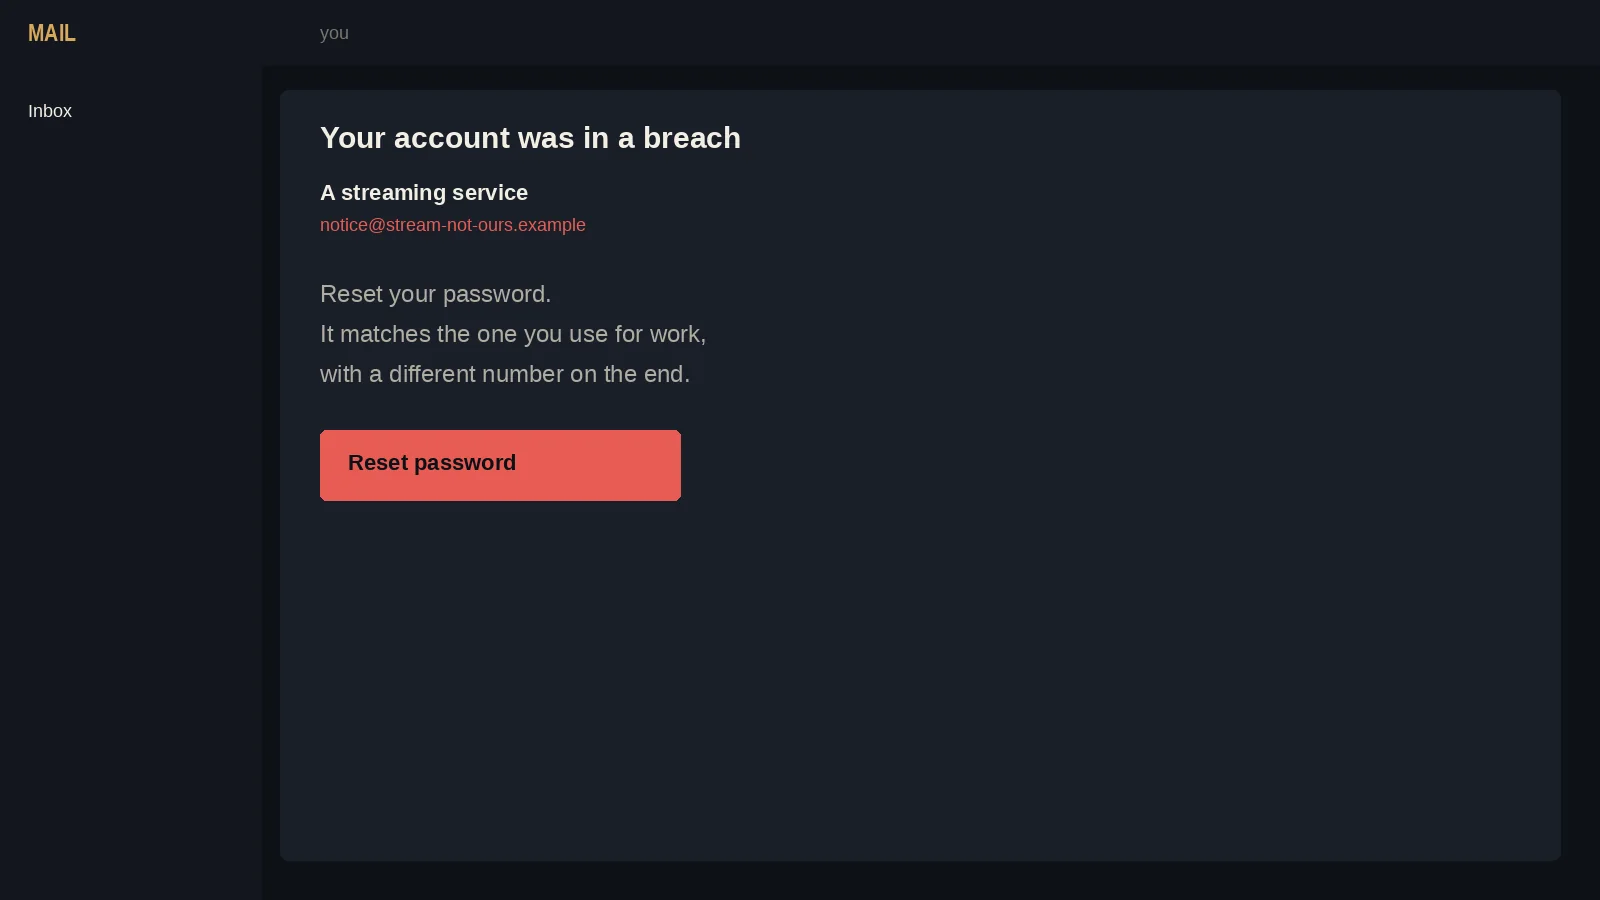 MAIL
you
Inbox
Your account was in a breach
A streaming service
notice@stream-not-ours.example
Reset your password.
It matches the one you use for work,
with a different number on the end.
Reset password